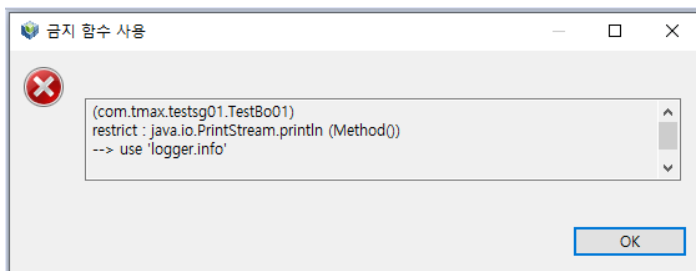 금지 함수 사용
(com.tmax.testsg01.TestBo01)
restrict : java.io.PrintStream.println (Method())
--> use 'logger.info'
OK